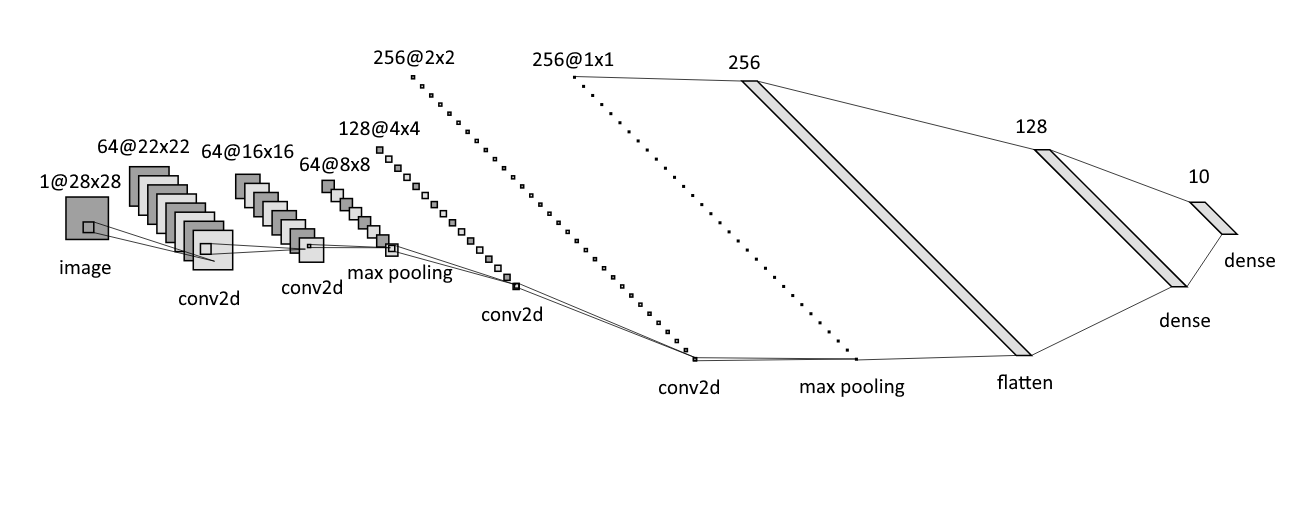 1@28x28
image
64@22x22
conv2d
64@16x16
conv2d
64@8x8
max pooling
128@4x4
conv2d
256@2x2
conv2d
256@1x1
max pooling
256
flatten
128
dense
10
dense